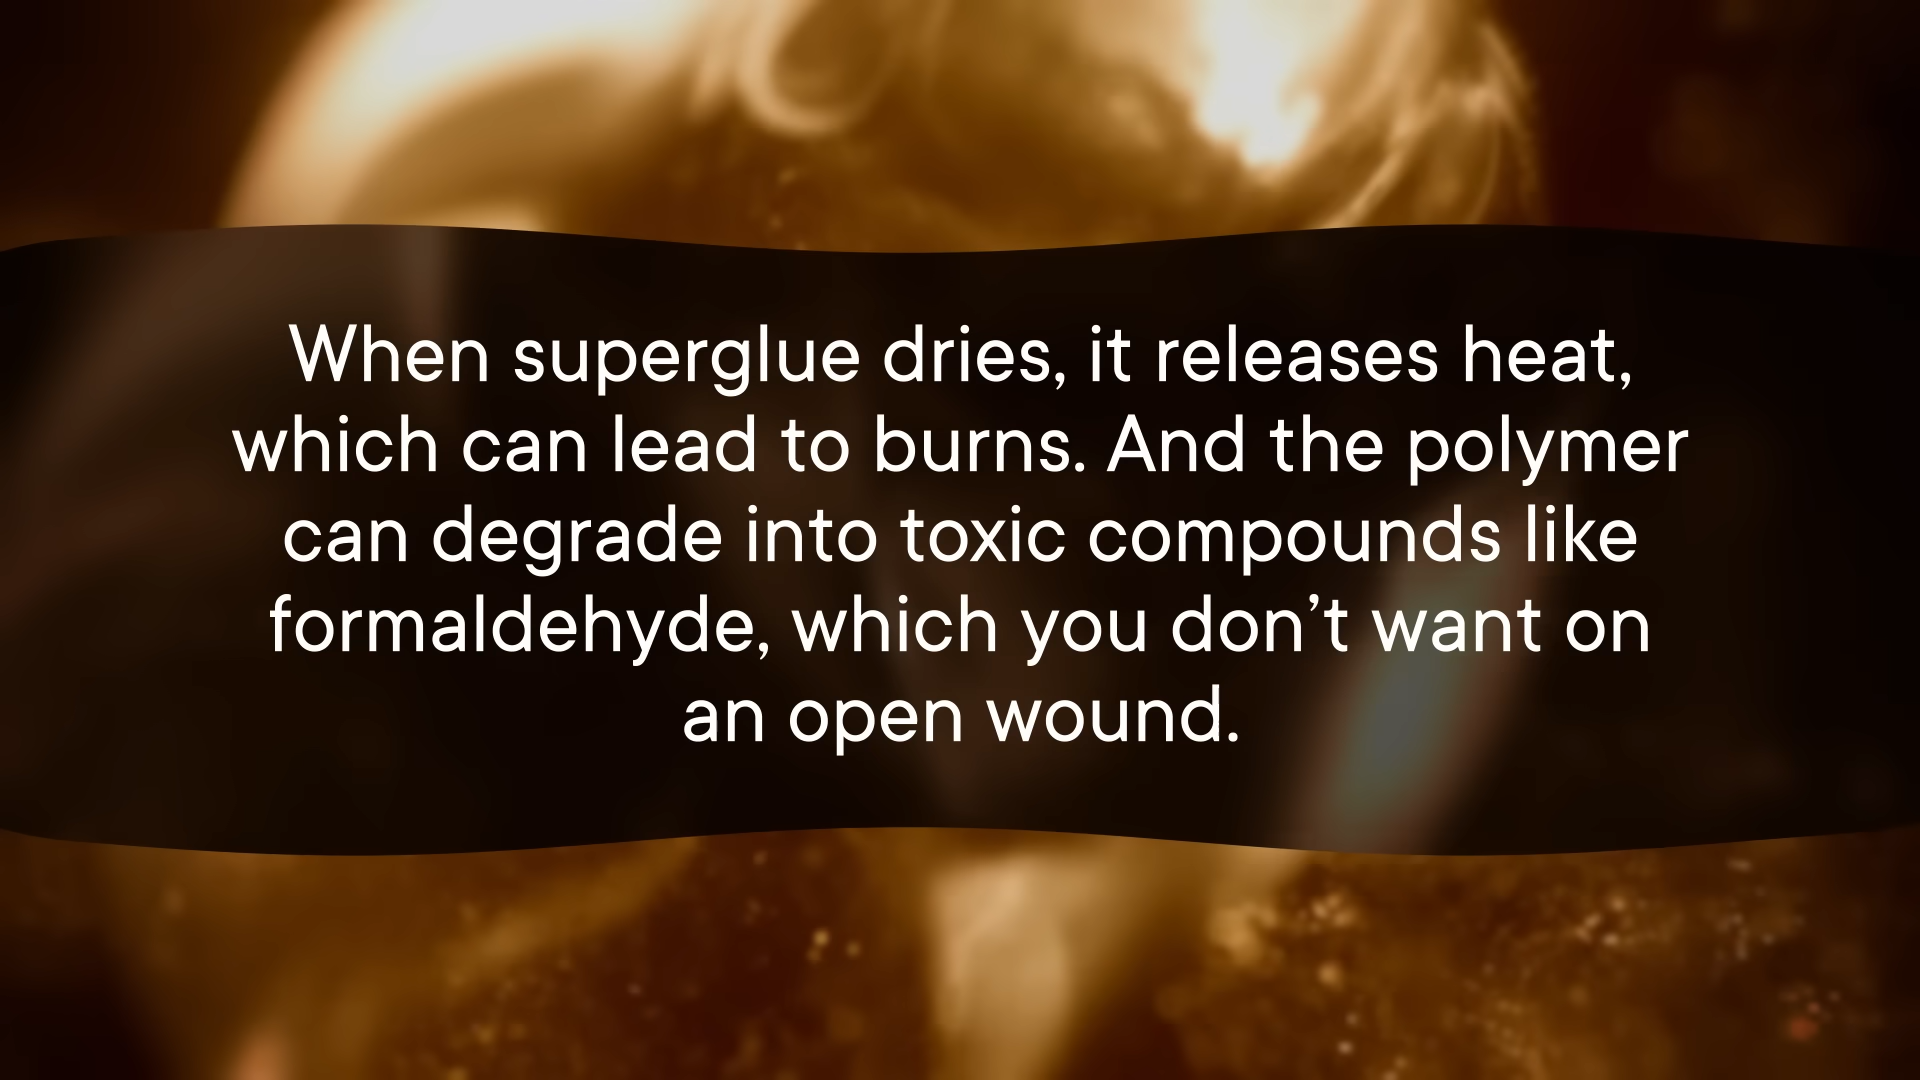 When superglue dries, it releases heat,
which can lead to burns. And the polymer
can degrade into toxic compounds like
formaldehyde, which you don’t want on
an open wound.